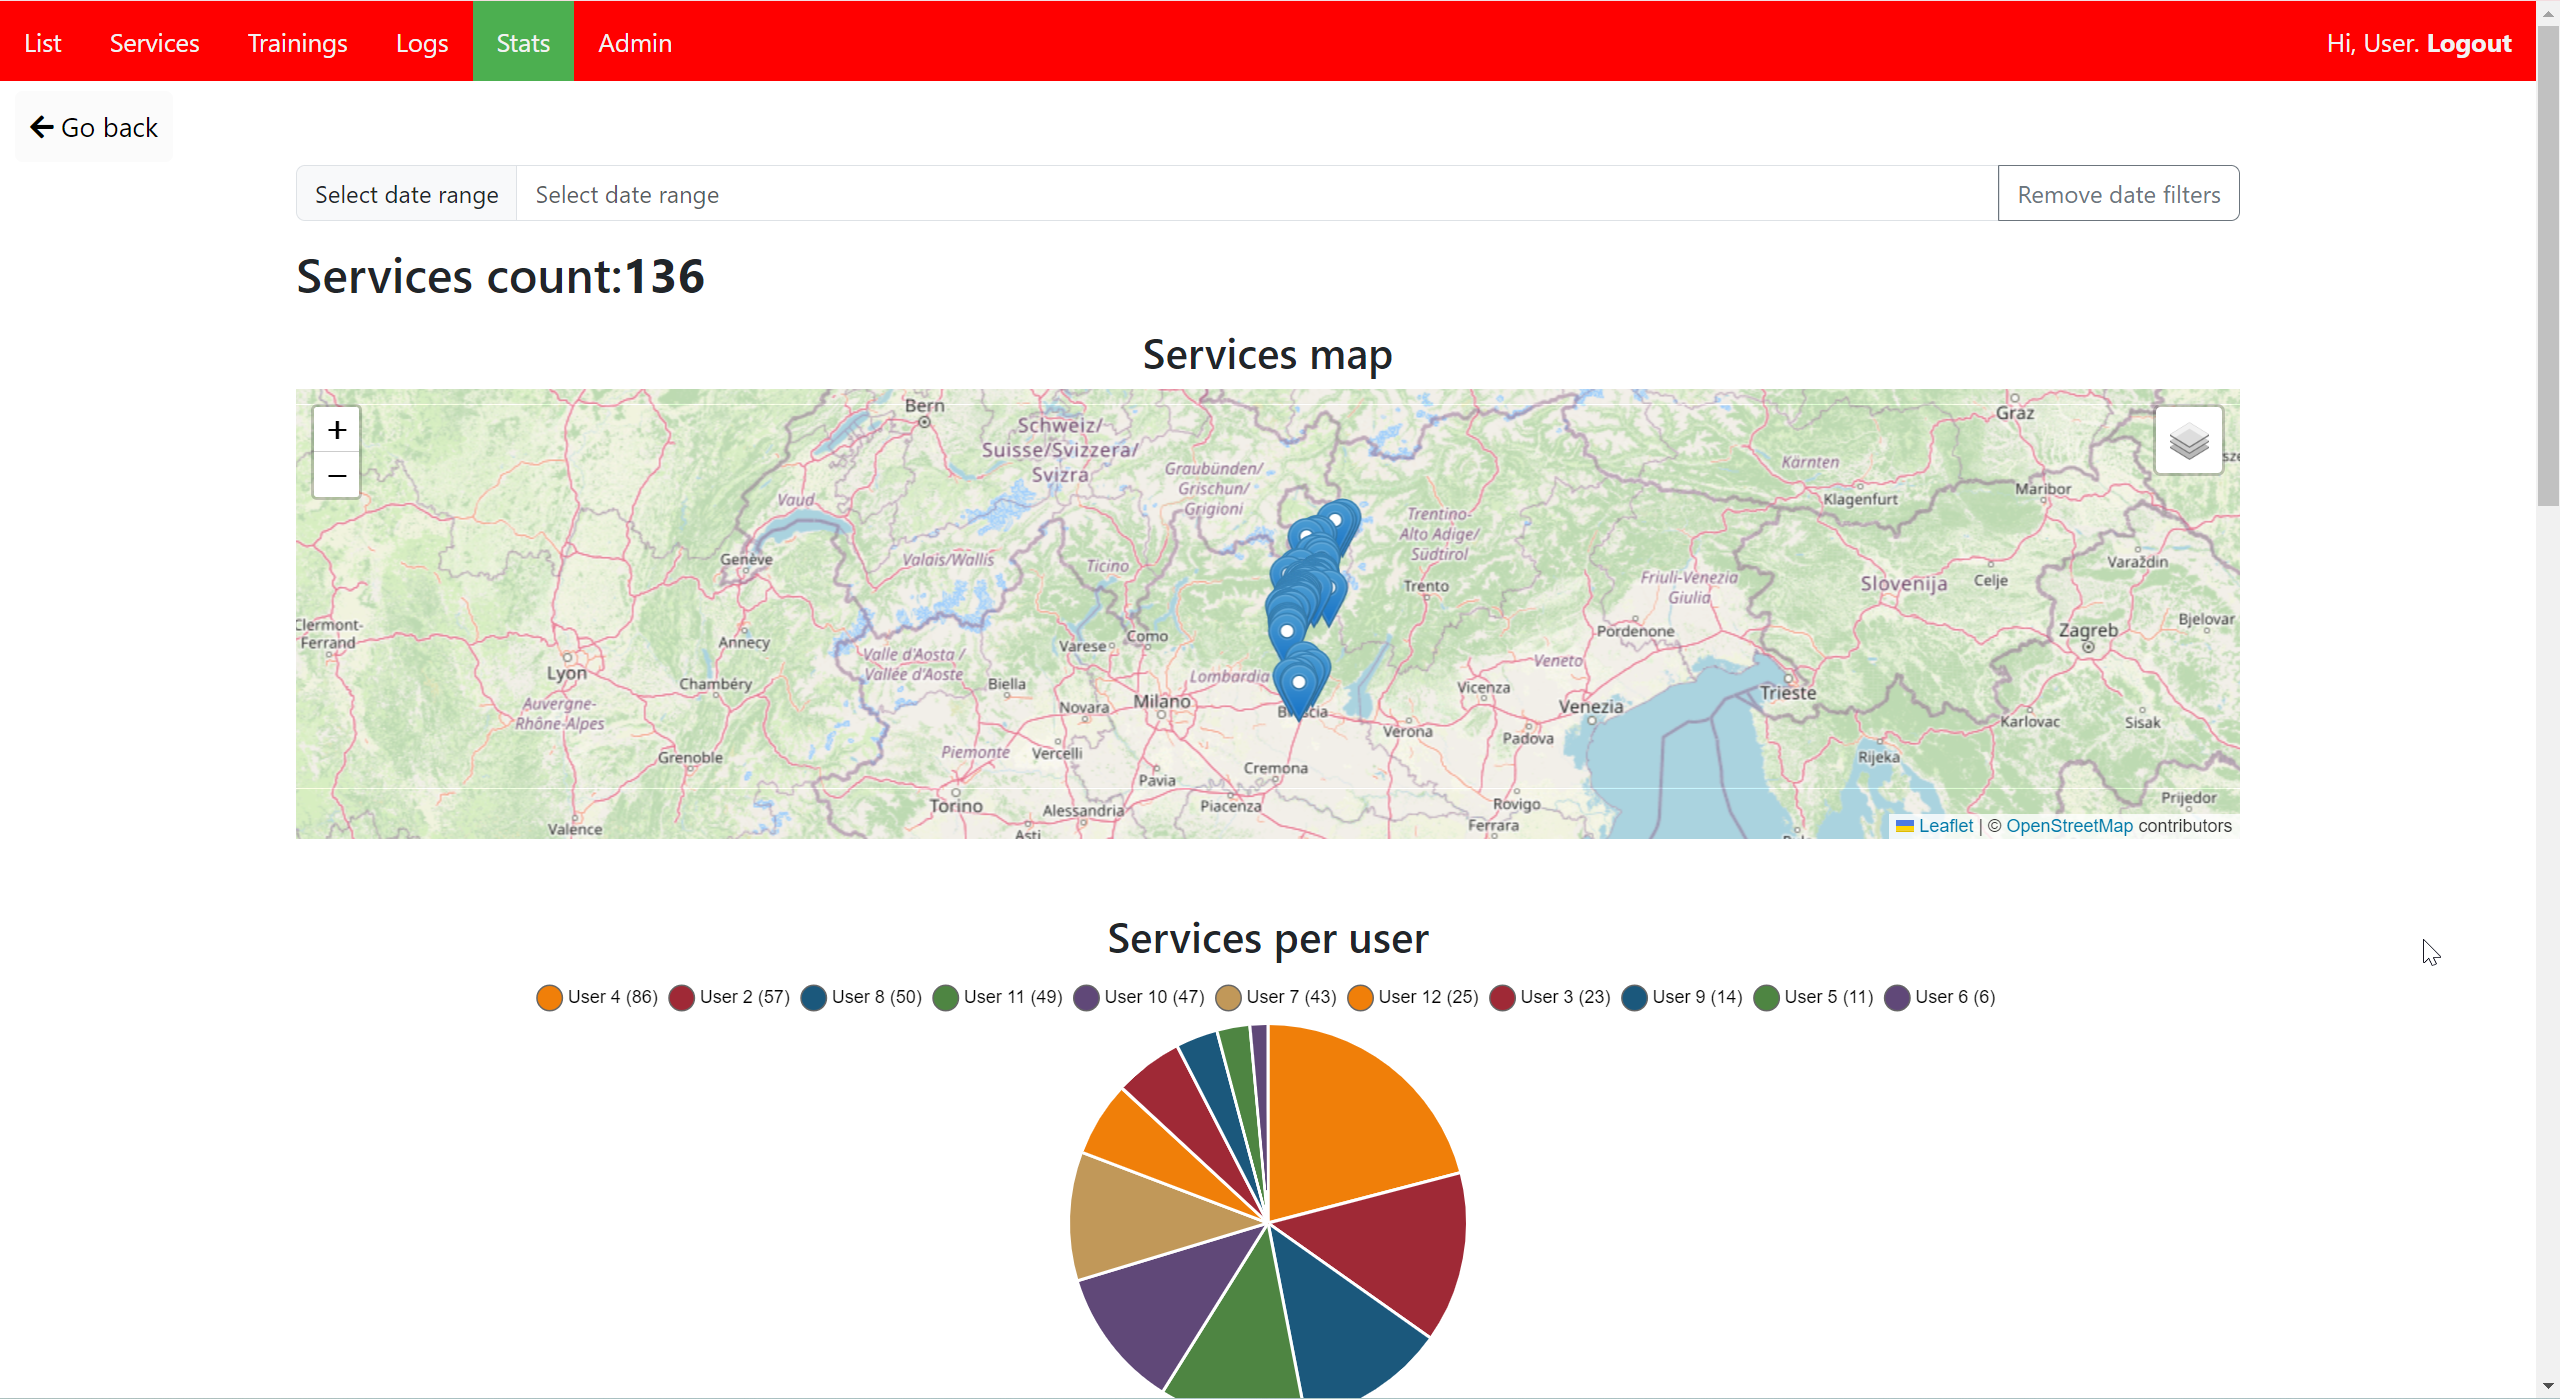 List Services Trainings Logs Stats Admin Hi, User. Logout
Go back
Select date range Select date range Remove date filters
Services count:136
Services map
+
−
Bern
Schweiz/
Suisse/Svizzera/
Svizra
Graubünden/
Grischun/
Grigioni
Graz
Kärnten
Klagenfurt
Maribor
Vaud
Trentino-
Alto Adige/
Südtirol
Genève
Valais/Wallis
Ticino
Trento
Friuli-Venezia
Giulia
Slovenija
Celje
Varaždin
Clermont-
Ferrand
Annecy
Varese
Como
Pordenone
Zagreb
Bjelovar
Lyon
Chambéry
Valle d'Aosta /
Vallée d'Aoste
Biella
Lombardia
Veneto
Vicenza
Trieste
Auvergne-
Rhône-Alpes
Novara
Milano
Venezia
Karlovac
Sisak
Grenoble
Piemonte
Vercelli
Verona
Padova
Rijeka
Pavia
Cremona
Torino
Alessandria
Piacenza
Rovigo
Prijedor
Valence
Asti
Ferrara
Leaflet | © OpenStreetMap contributors
Services per user
User 4 (86) User 2 (57) User 8 (50) User 11 (49) User 10 (47) User 7 (43) User 12 (25) User 3 (23) User 9 (14) User 5 (11) User 6 (6)